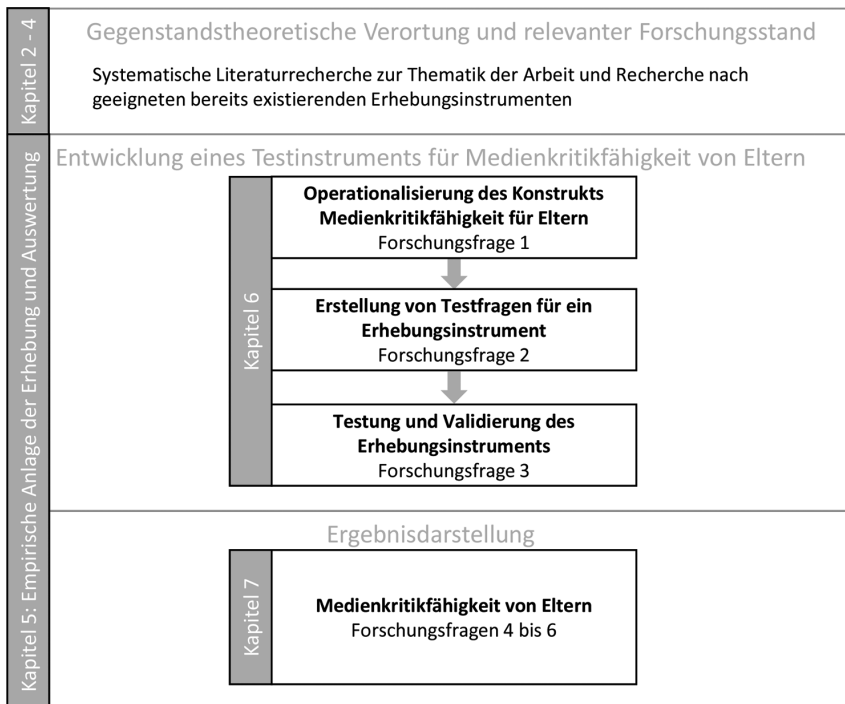 Kapitel 2 - 4
Gegenstandstheoretische Verortung und relevanter Forschungsstand
Systematische Literaturrecherche zur Thematik der Arbeit und Recherche nach
geeigneten bereits existierenden Erhebungsinstrumenten
Kapitel 5: Empirische Anlage der Erhebung und Auswertung
Entwicklung eines Testinstruments für Medienkritikfähigkeit von Eltern
Kapitel 6
Operationalisierung des Konstrukts
Medienkritikfähigkeit für Eltern
Forschungsfrage 1
Erstellung von Testfragen für ein
Erhebungsinstrument
Forschungsfrage 2
Testung und Validierung des
Erhebungsinstruments
Forschungsfrage 3
Ergebnisdarstellung
Kapitel 7
Medienkritikfähigkeit von Eltern
Forschungsfragen 4 bis 6